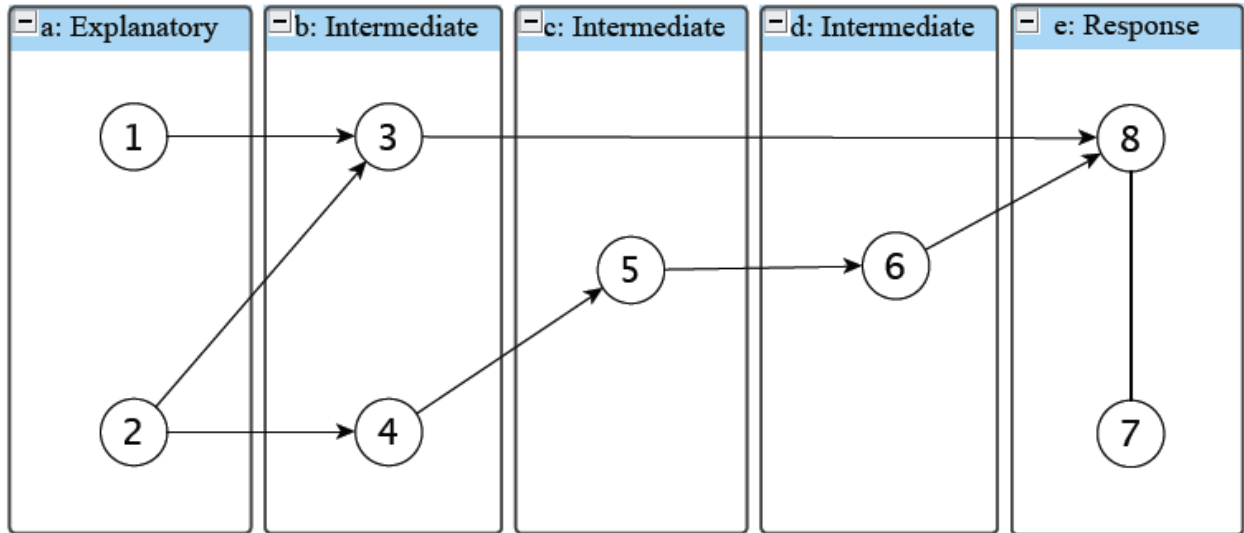 a: Explanatory
b: Intermediate
c: Intermediate
d: Intermediate
e: Response
1
3
8
5
6
2
4
7